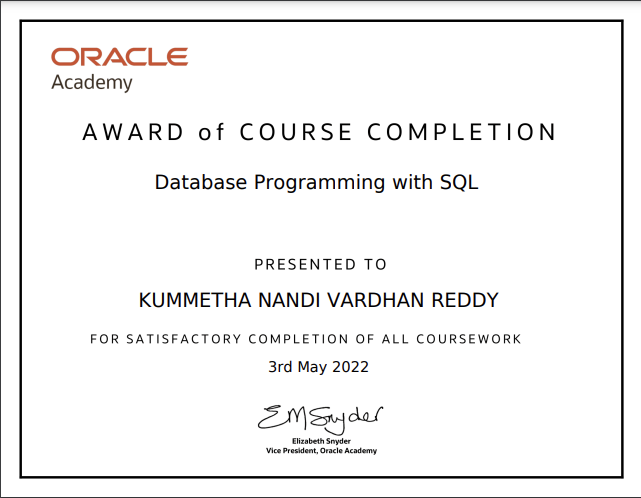 ORACLE
Academy
AWARD of COURSE COMPLETION
Database Programming with SQL
PRESENTED TO
KUMMETHA NANDI VARDHAN REDDY
FOR SATISFACTORY COMPLETION OF ALL COURSEWORK
3rd May 2022
EMSnyder
Elizabeth Snyder
Vice President, Oracle Academy